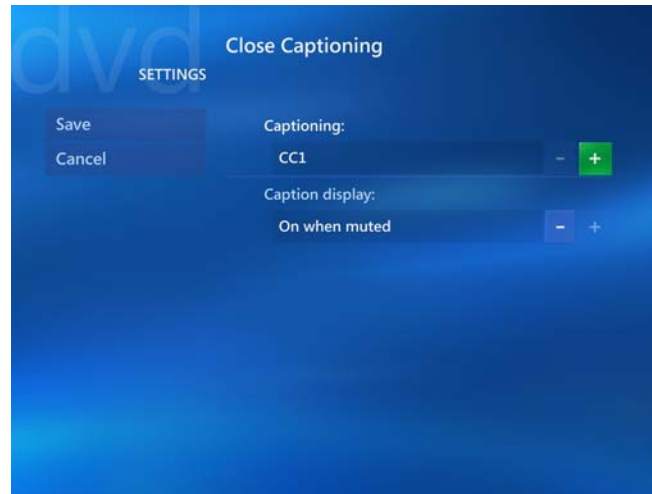 dvd
Close Captioning
SETTINGS
Save
Cancel
Captioning:
CC1 - +
Caption display:
On when muted - +